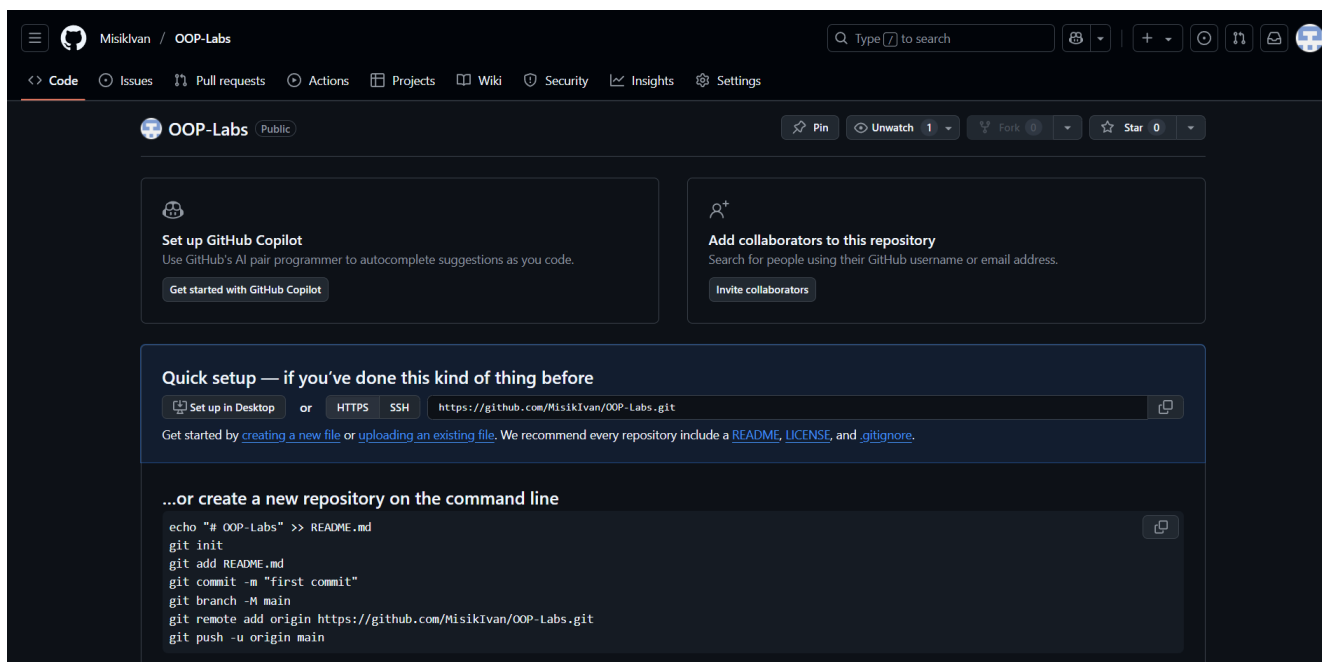 MisikIvan / OOP-Labs
Type / to search
Code Issues Pull requests Actions Projects Wiki Security Insights Settings
OOP-Labs Public
Pin Unwatch 1 Fork 0 Star 0
Set up GitHub Copilot
Use GitHub's AI pair programmer to autocomplete suggestions as you code.
Get started with GitHub Copilot
Add collaborators to this repository
Search for people using their GitHub username or email address.
Invite collaborators
Quick setup — if you've done this kind of thing before
Set up in Desktop or HTTPS SSH https://github.com/MisikIvan/OOP-Labs.git
Get started by creating a new file or uploading an existing file. We recommend every repository include a README, LICENSE, and .gitignore.
...or create a new repository on the command line
echo "# OOP-Labs" >> README.md
git init
git add README.md
git commit -m "first commit"
git branch -M main
git remote add origin https://github.com/MisikIvan/OOP-Labs.git
git push -u origin main